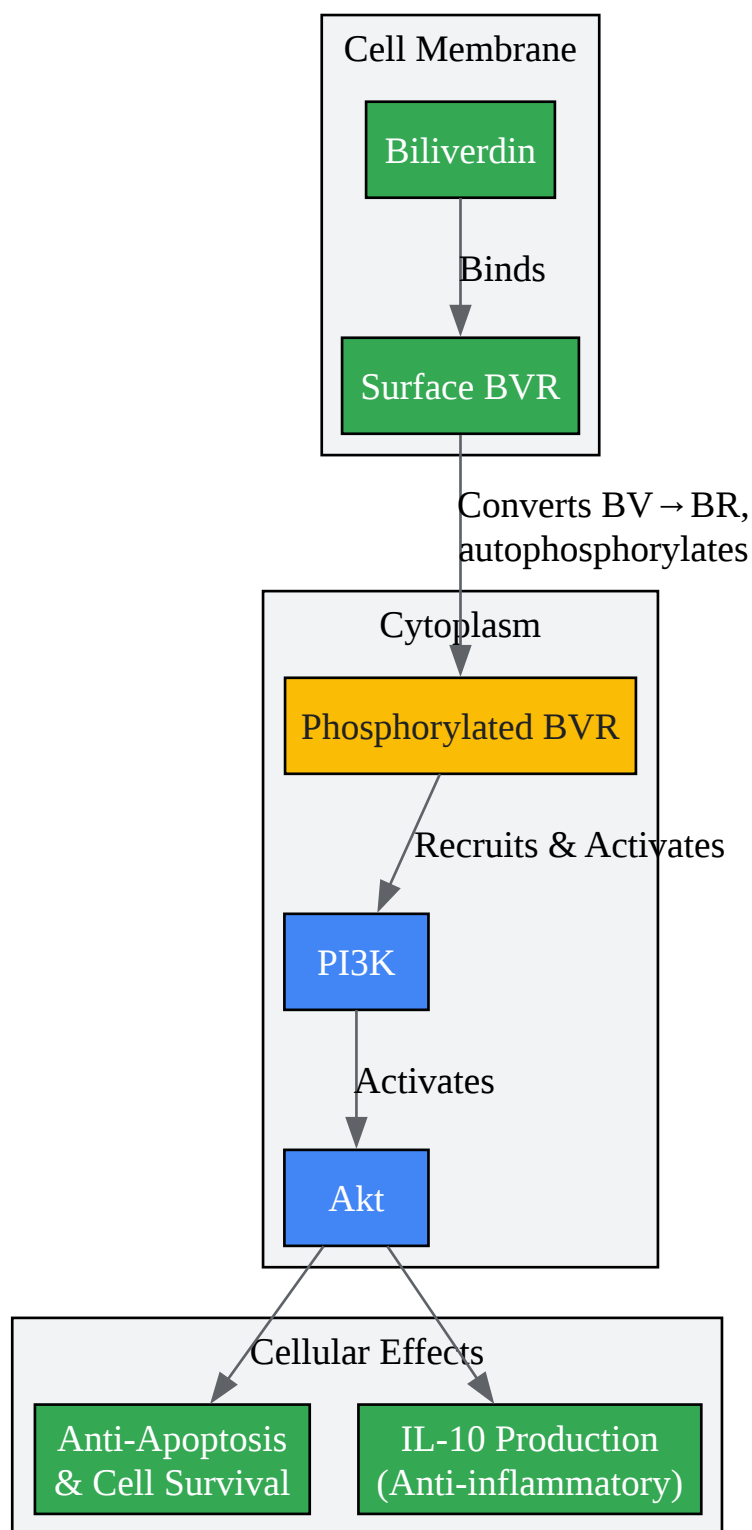 Cell Membrane
Biliverdin
Binds
Surface BVR
Converts BV→BR,
autophosphorylates
Cytoplasm
Phosphorylated BVR
Recruits & Activates
PI3K
Activates
Akt
Cellular Effects
Anti-Apoptosis
& Cell Survival
IL-10 Production
(Anti-inflammatory)